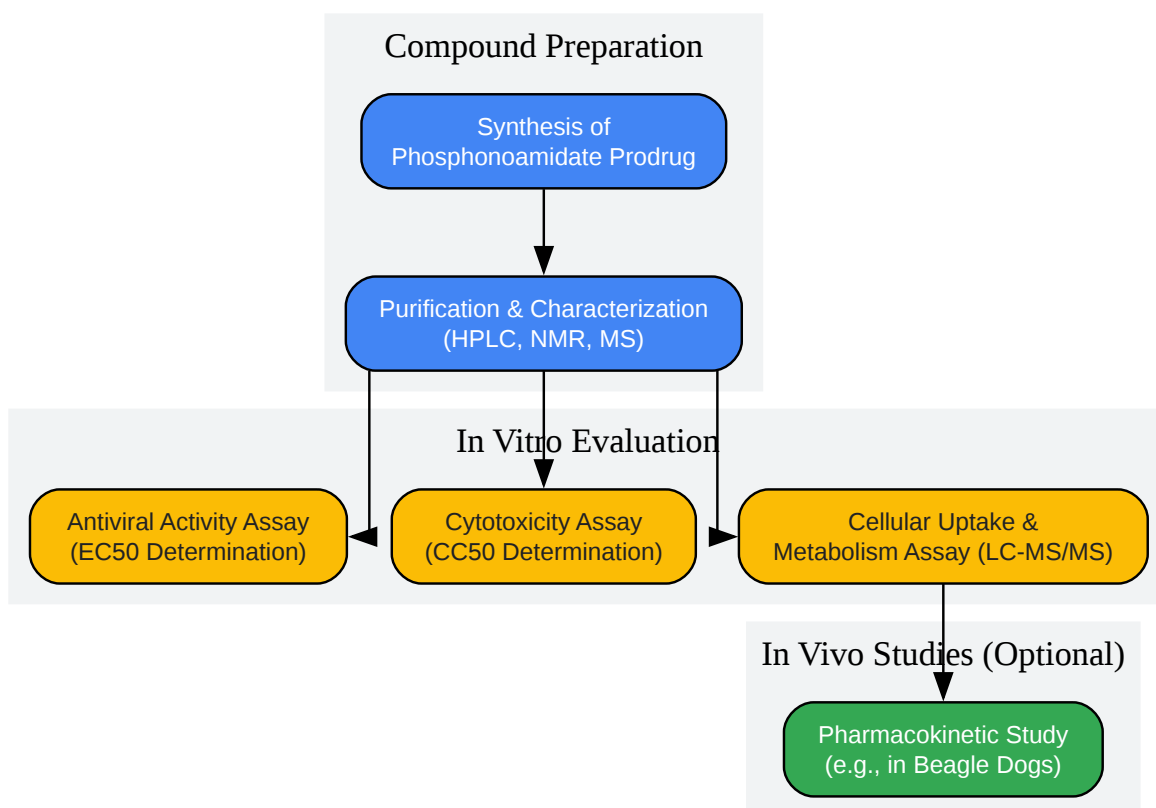 Compound Preparation
Synthesis of
Phosphonoamidate Prodrug
Purification & Characterization
(HPLC, NMR, MS)
In Vitro Evaluation
Antiviral Activity Assay
(EC50 Determination)
Cytotoxicity Assay
(CC50 Determination)
Cellular Uptake &
Metabolism Assay (LC-MS/MS)
In Vivo Studies (Optional)
Pharmacokinetic Study
(e.g., in Beagle Dogs)